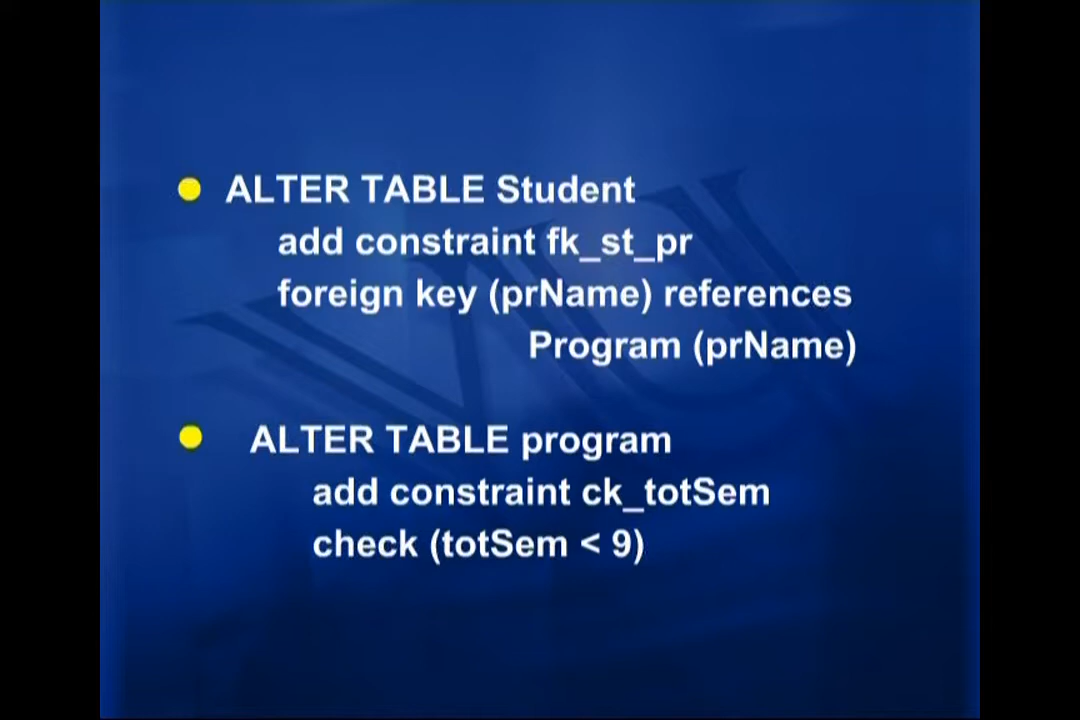 ALTER TABLE Student
add constraint fk_st_pr
foreign key (prName) references
Program (prName)
ALTER TABLE program
add constraint ck_totSem
check (totSem < 9)
VU